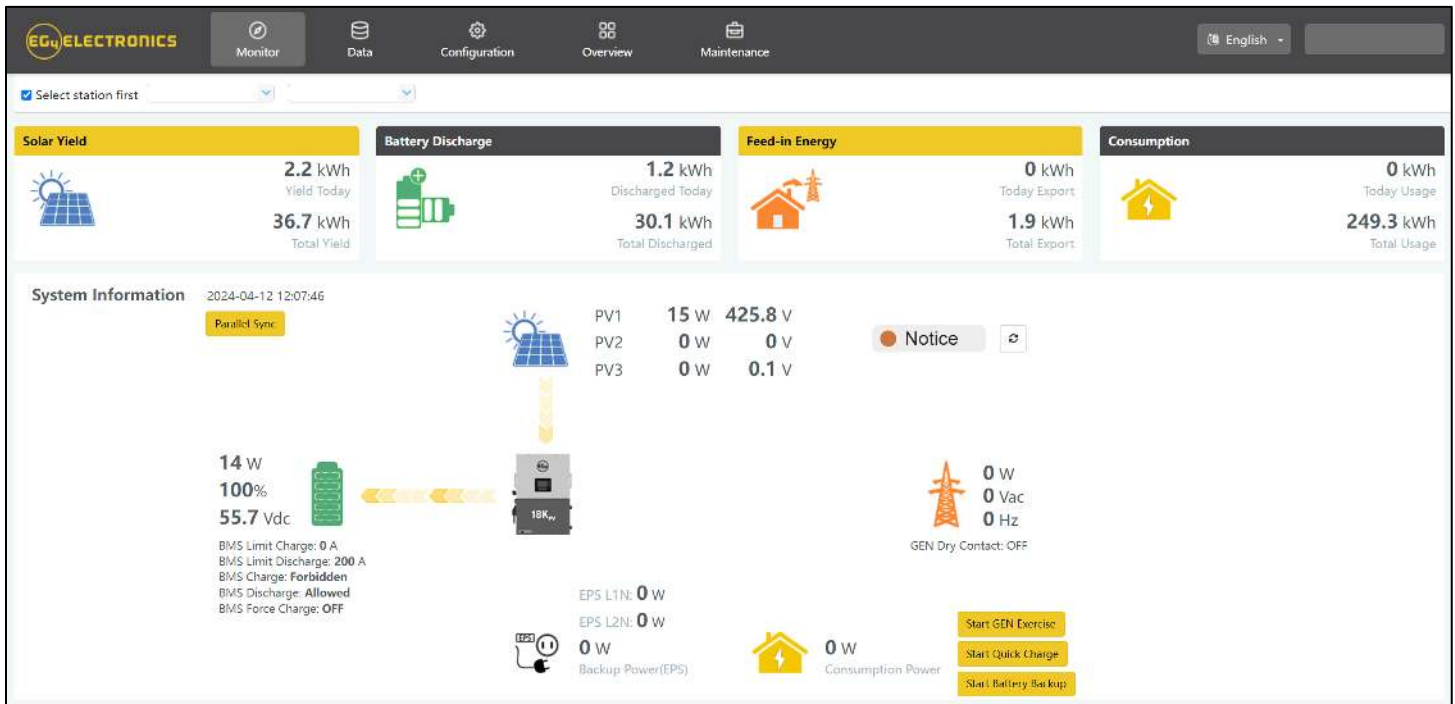 EG4 ELECTRONICS
Monitor
Data
Configuration
Overview
Maintenance
English
Select station first
Solar Yield
2.2 kWh
Yield Today
36.7 kWh
Total Yield
Battery Discharge
1.2 kWh
Discharged Today
30.1 kWh
Total Discharged
Feed-in Energy
0 kWh
Today Export
1.9 kWh
Total Export
Consumption
0 kWh
Today Usage
249.3 kWh
Total Usage
System Information 2024-04-12 12:07:46
Parallel Sync
PV1 15 W 425.8 V
PV2 0 W 0 V
PV3 0 W 0.1 V
Notice
14 W
100%
55.7 Vdc
BMS Limit Charge: 0 A
BMS Limit Discharge: 200 A
BMS Charge: Forbidden
BMS Discharge: Allowed
BMS Force Charge: OFF
18KPV
0 W
0 Vac
0 Hz
GEN Dry Contact: OFF
EPS L1N: 0 W
EPS L2N: 0 W
EPS
0 W
Backup Power(EPS)
0 W
Consumption Power
Start GEN Exercise
Start Quick Charge
Start Battery Backup